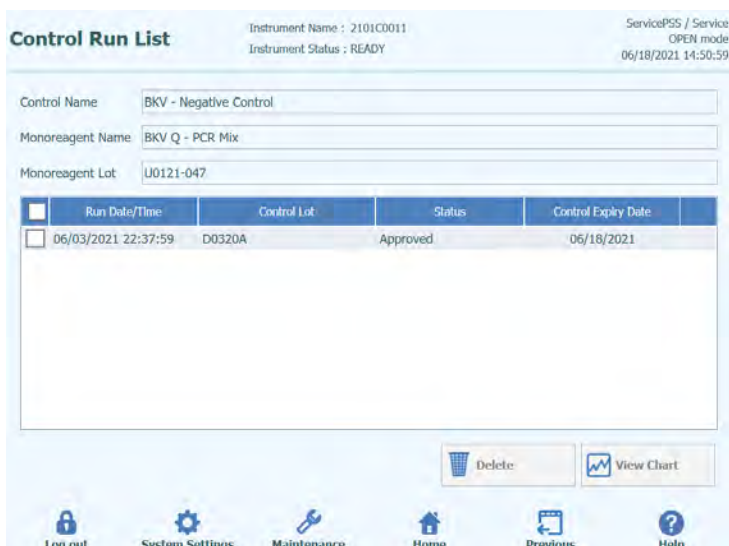 Control Run List
Instrument Name : 2101C0011
Instrument Status : READY
ServicePSS / Service
OPEN mode
06/18/2021 14:50:59
Control Name BKV - Negative Control
Monoreagent Name BKV Q - PCR Mix
Monoreagent Lot U0121-047
Run Date/Time Control Lot Status Control Expiry Date
06/03/2021 22:37:59 D0320A Approved 06/18/2021
Delete View Chart
Log out System Settings Maintenance Home Previous Help